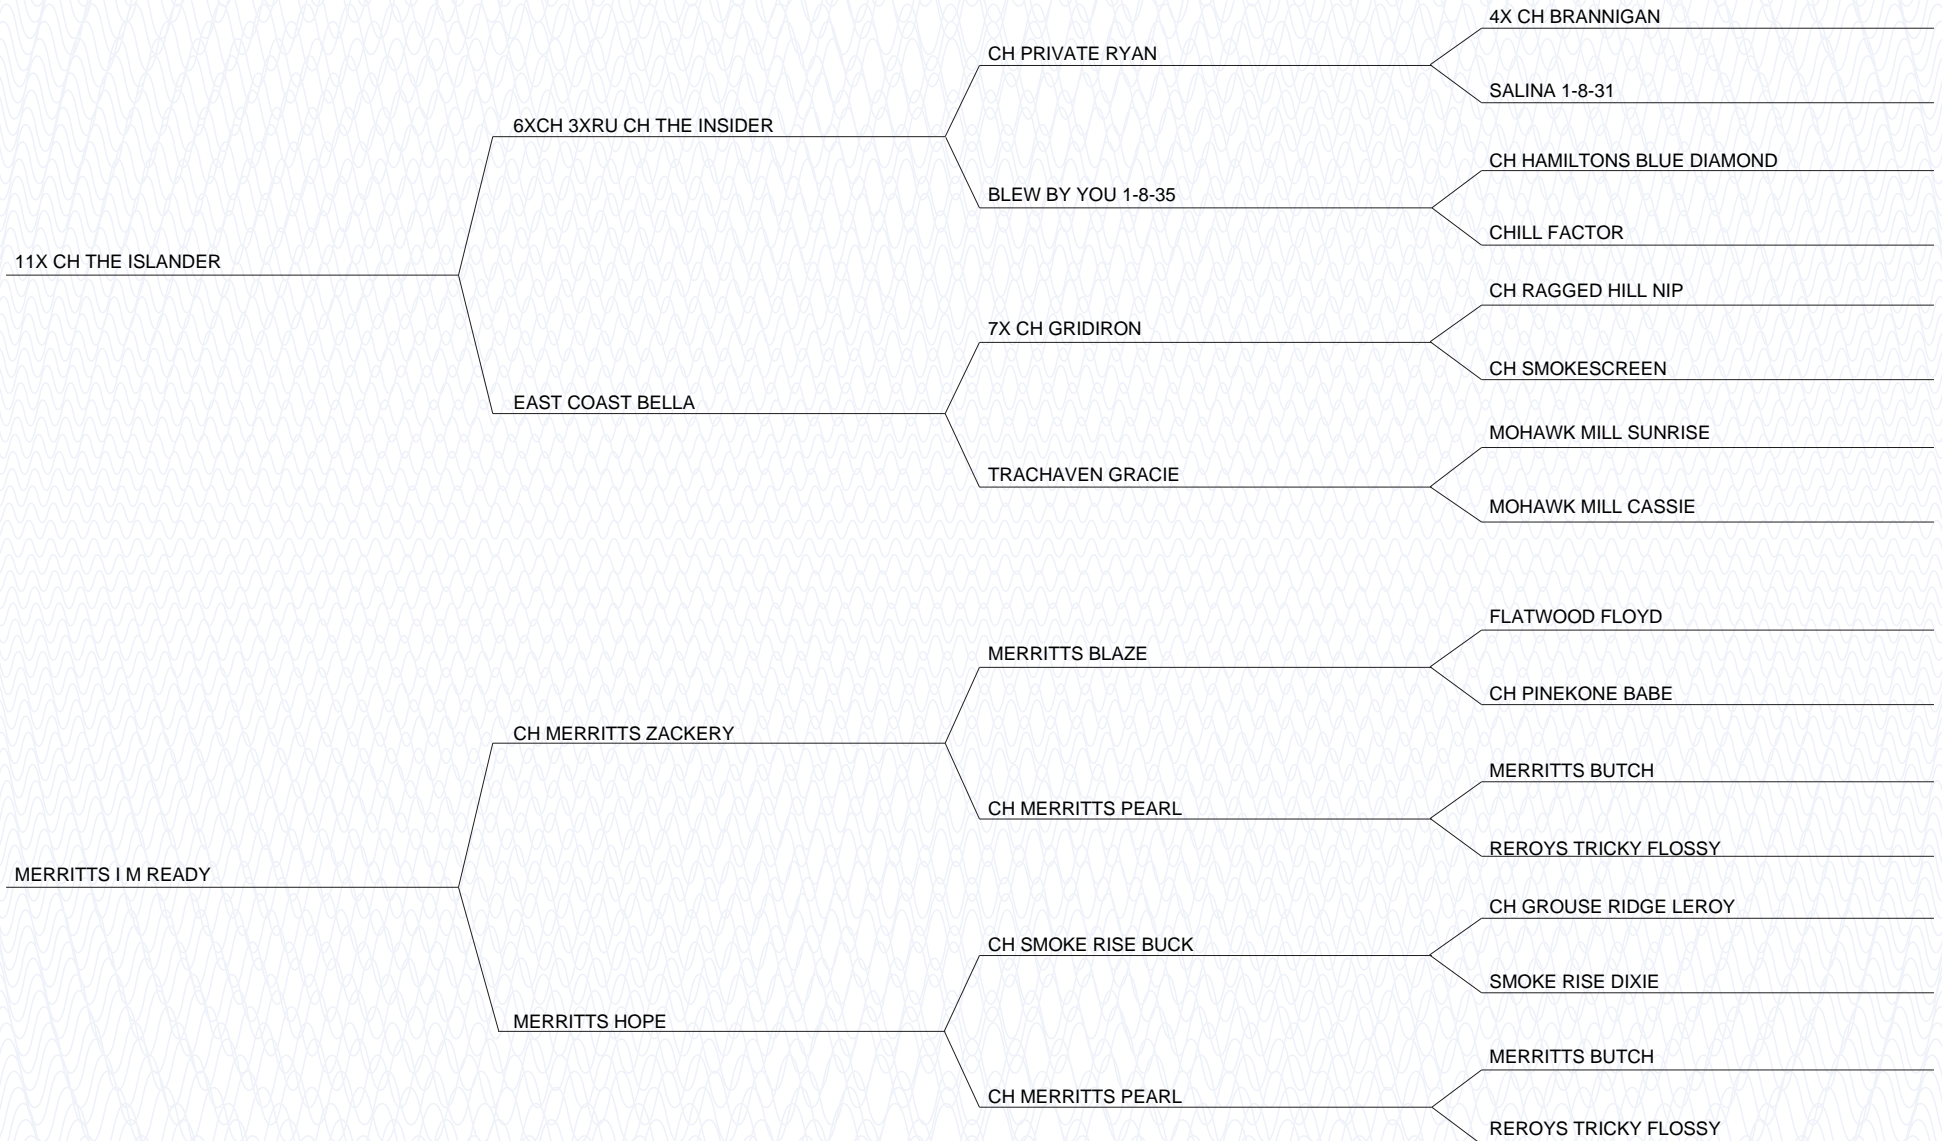 4X CH BRANNIGAN
CH PRIVATE RYAN
SALINA 1-8-31
6XCH 3XRU CH THE INSIDER
CH HAMILTONS BLUE DIAMOND
BLEW BY YOU 1-8-35
CHILL FACTOR
11X CH THE ISLANDER
CH RAGGED HILL NIP
7X CH GRIDIRON
CH SMOKESCREEN
EAST COAST BELLA
MOHAWK MILL SUNRISE
TRACHAVEN GRACIE
MOHAWK MILL CASSIE
FLATWOOD FLOYD
MERRITTS BLAZE
CH PINEKONE BABE
CH MERRITTS ZACKERY
MERRITTS BUTCH
CH MERRITTS PEARL
REROYS TRICKY FLOSSY
MERRITTS I M READY
CH GROUSE RIDGE LEROY
CH SMOKE RISE BUCK
SMOKE RISE DIXIE
MERRITTS HOPE
MERRITTS BUTCH
CH MERRITTS PEARL
REROYS TRICKY FLOSSY